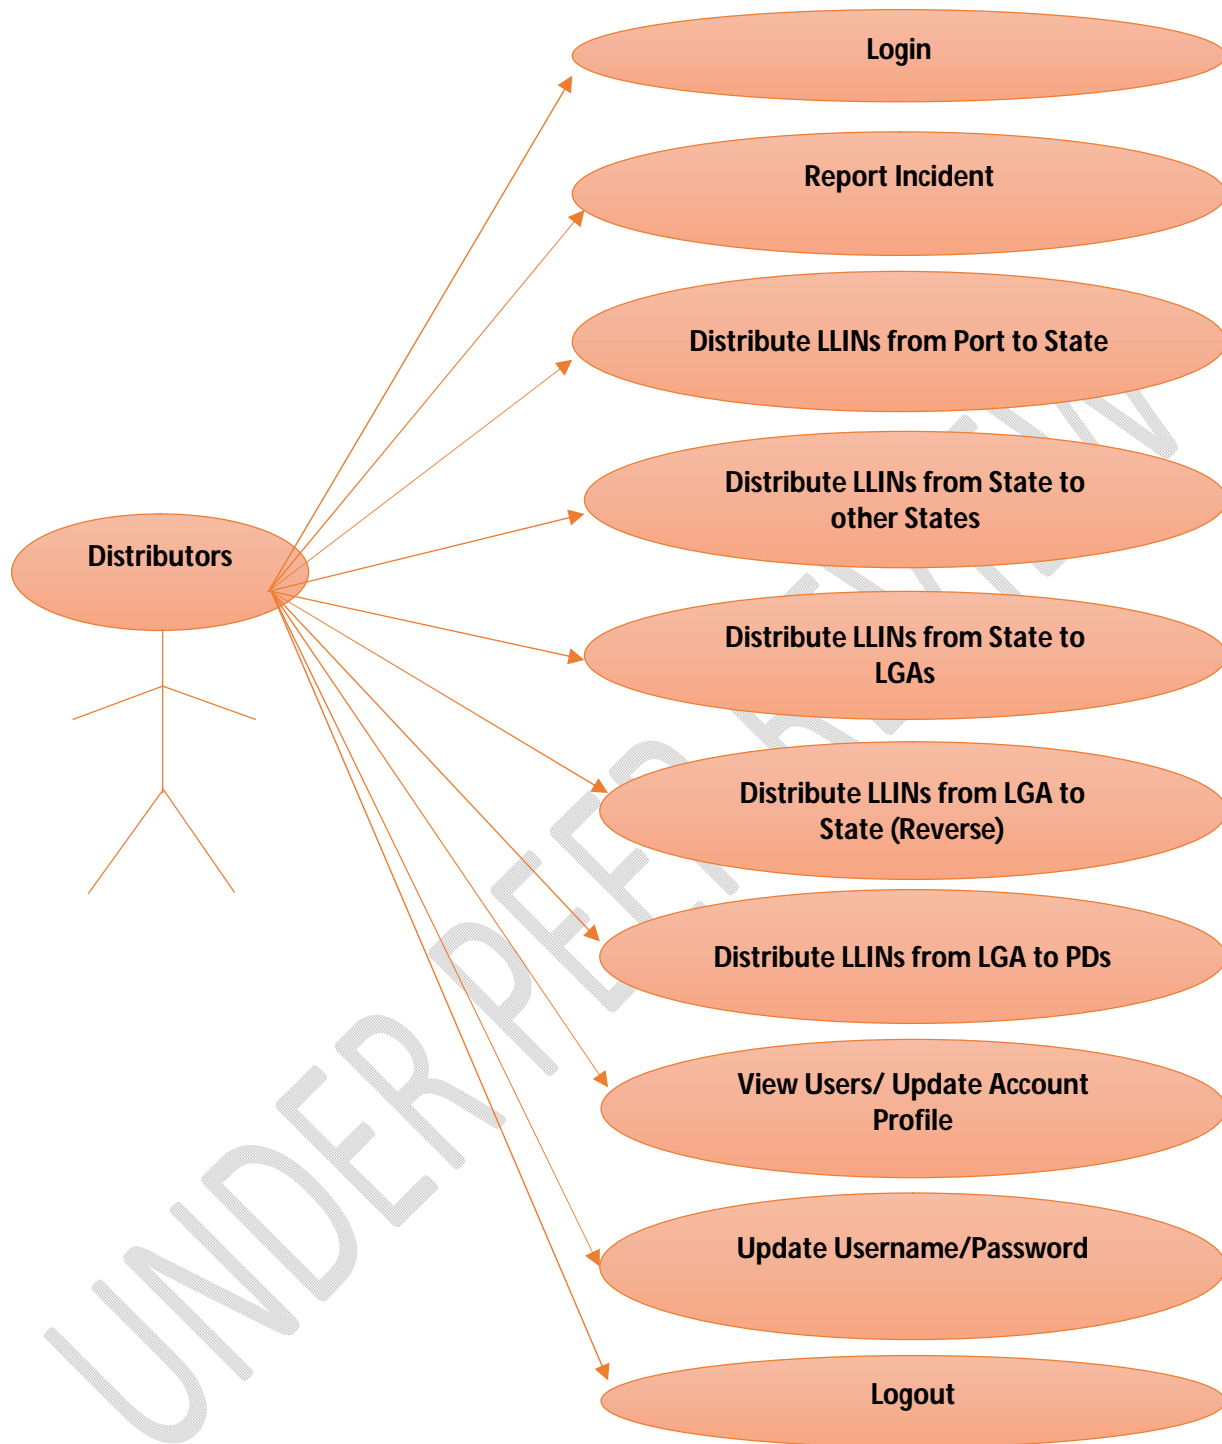 Login
Report Incident
Distribute LLINs from Port to State
Distribute LLINs from State to
other States
Distributors
Distribute LLINs from State to
LGAs
Distribute LLINs from LGA to
State (Reverse)
Distribute LLINs from LGA to PDs
View Users/ Update Account
Profile
Update Username/Password
Logout
UNDER PEER REVIEW